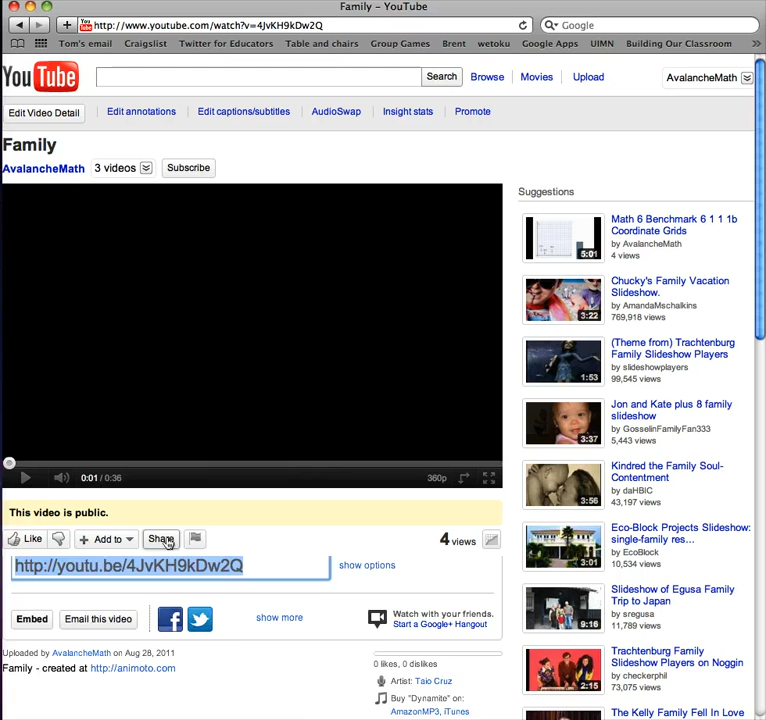 Family - YouTube
http://www.youtube.com/watch?v=4JvKH9kDw2Q
Google
Tom's email Craigslist Twitter for Educators Table and chairs Group Games Brent wetoku Google Apps UIMN Building Our Classroom »
YouTube Search Browse Movies Upload AvalancheMath
Edit Video Detail Edit annotations Edit captions/subtitles AudioSwap Insight stats Promote
Family
AvalancheMath 3 videos Subscribe
0:01 / 0:36 360p
This video is public.
Like Add to Share 4 views
http://youtu.be/4JvKH9kDw2Q show options
Embed Email this video show more
Watch with your friends.
Start a Google+ Hangout
Uploaded by AvalancheMath on Aug 28, 2011
Family - created at http://animoto.com
0 likes, 0 dislikes
Artist: Taio Cruz
Buy "Dynamite" on:
AmazonMP3, iTunes
Suggestions
5:01
Math 6 Benchmark 6 1 1 1b
Coordinate Grids
by AvalancheMath
4 views
3:22
Chucky's Family Vacation
Slideshow.
by AmandaMschalkins
769,918 views
1:53
(Theme from) Trachtenburg
Family Slideshow Players
by slideshowplayers
99,545 views
3:37
Jon and Kate plus 8 family
slideshow
by GosselinFamilyFan333
5,443 views
3:56
Kindred the Family Soul-
Contentment
by daHBIC
43,197 views
3:01
Eco-Block Projects Slideshow:
single-family res...
by EcoBlock
10,534 views
9:16
Slideshow of Egusa Family
Trip to Japan
by sregusa
11,789 views
2:15
Trachtenburg Family
Slideshow Players on Noggin
by checkerphil
73,075 views
The Kelly Family Fell In Love